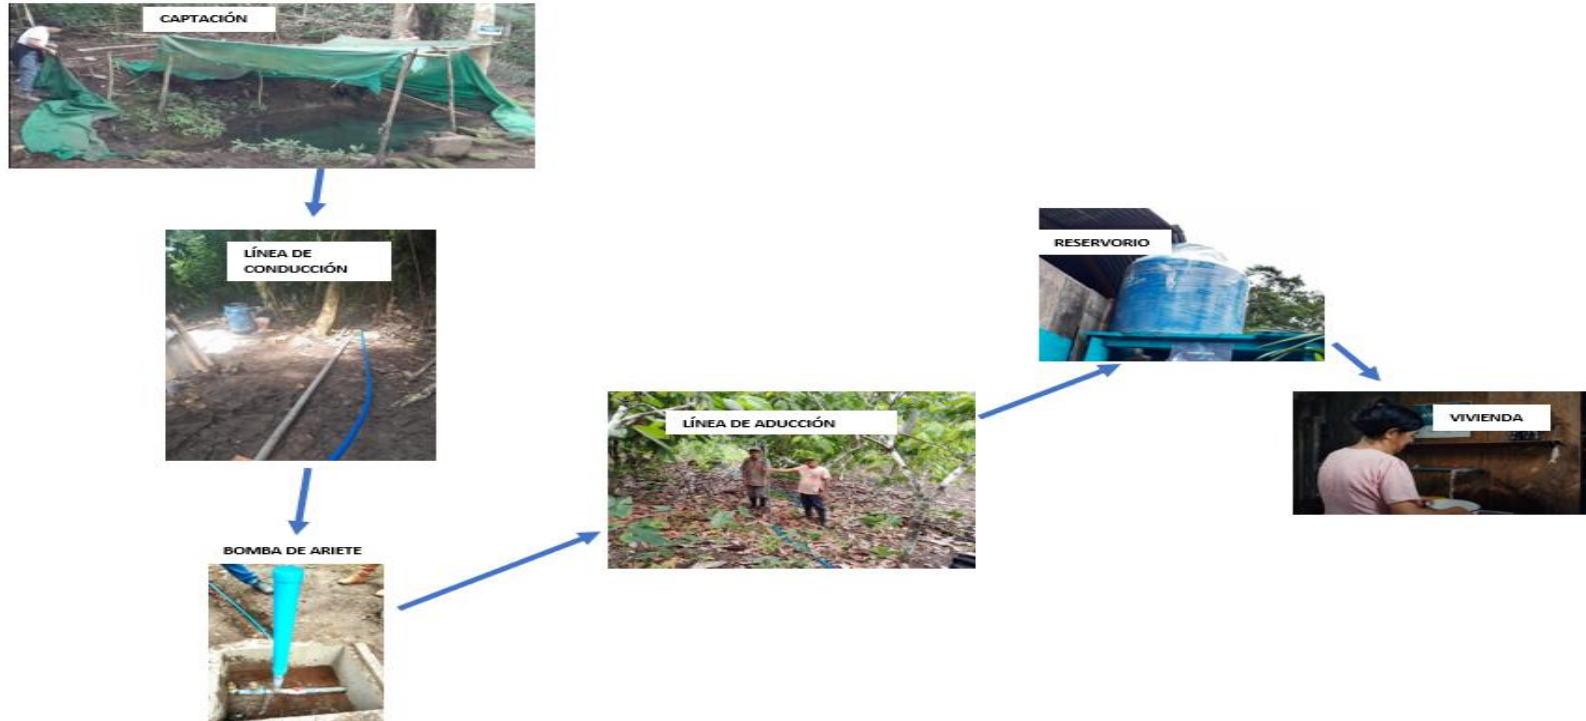 CAPTACIÓN
LÍNEA DE
CONDUCCIÓN
BOMBA DE ARIETE
LÍNEA DE ADUCCIÓN
RESERVORIO
VIVIENDA